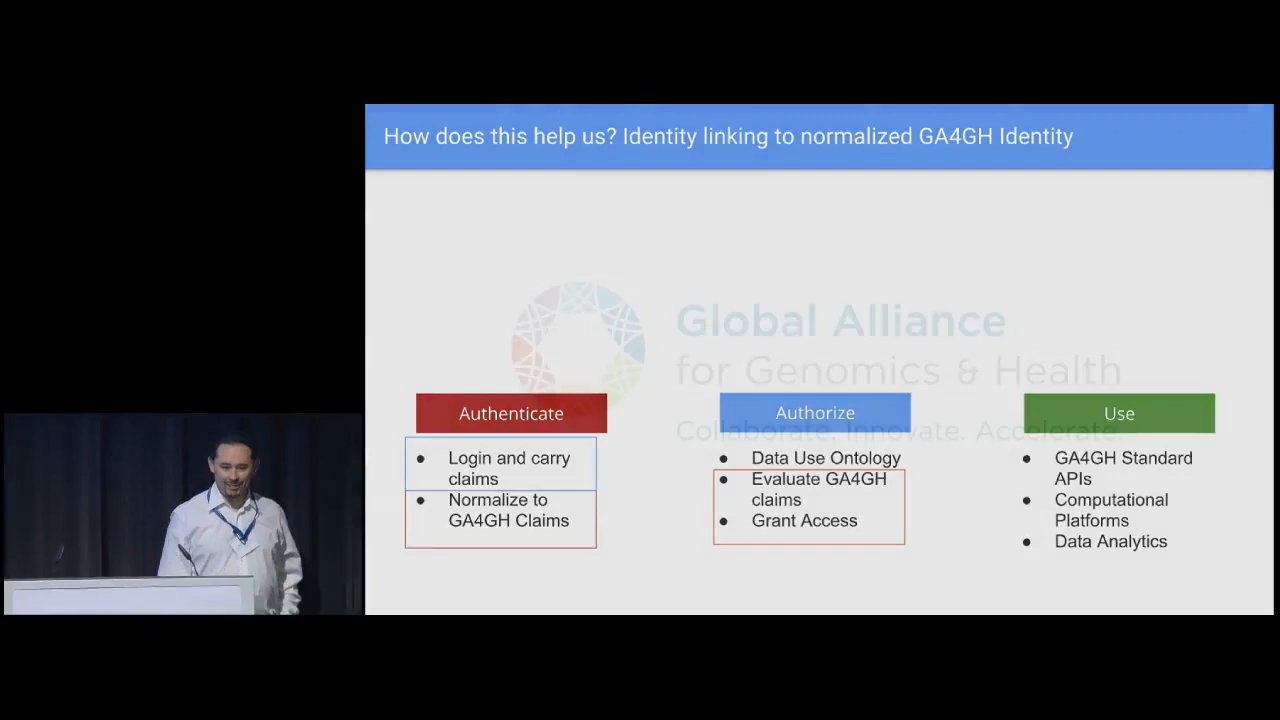 How does this help us? Identity linking to normalized GA4GH Identity
Global Alliance
for Genomics & Health
Collaborate. Innovate. Accelerate.
Authenticate
● Login and carry
claims
● Normalize to
GA4GH Claims
Authorize
● Data Use Ontology
● Evaluate GA4GH
claims
● Grant Access
Use
● GA4GH Standard
APIs
● Computational
Platforms
● Data Analytics